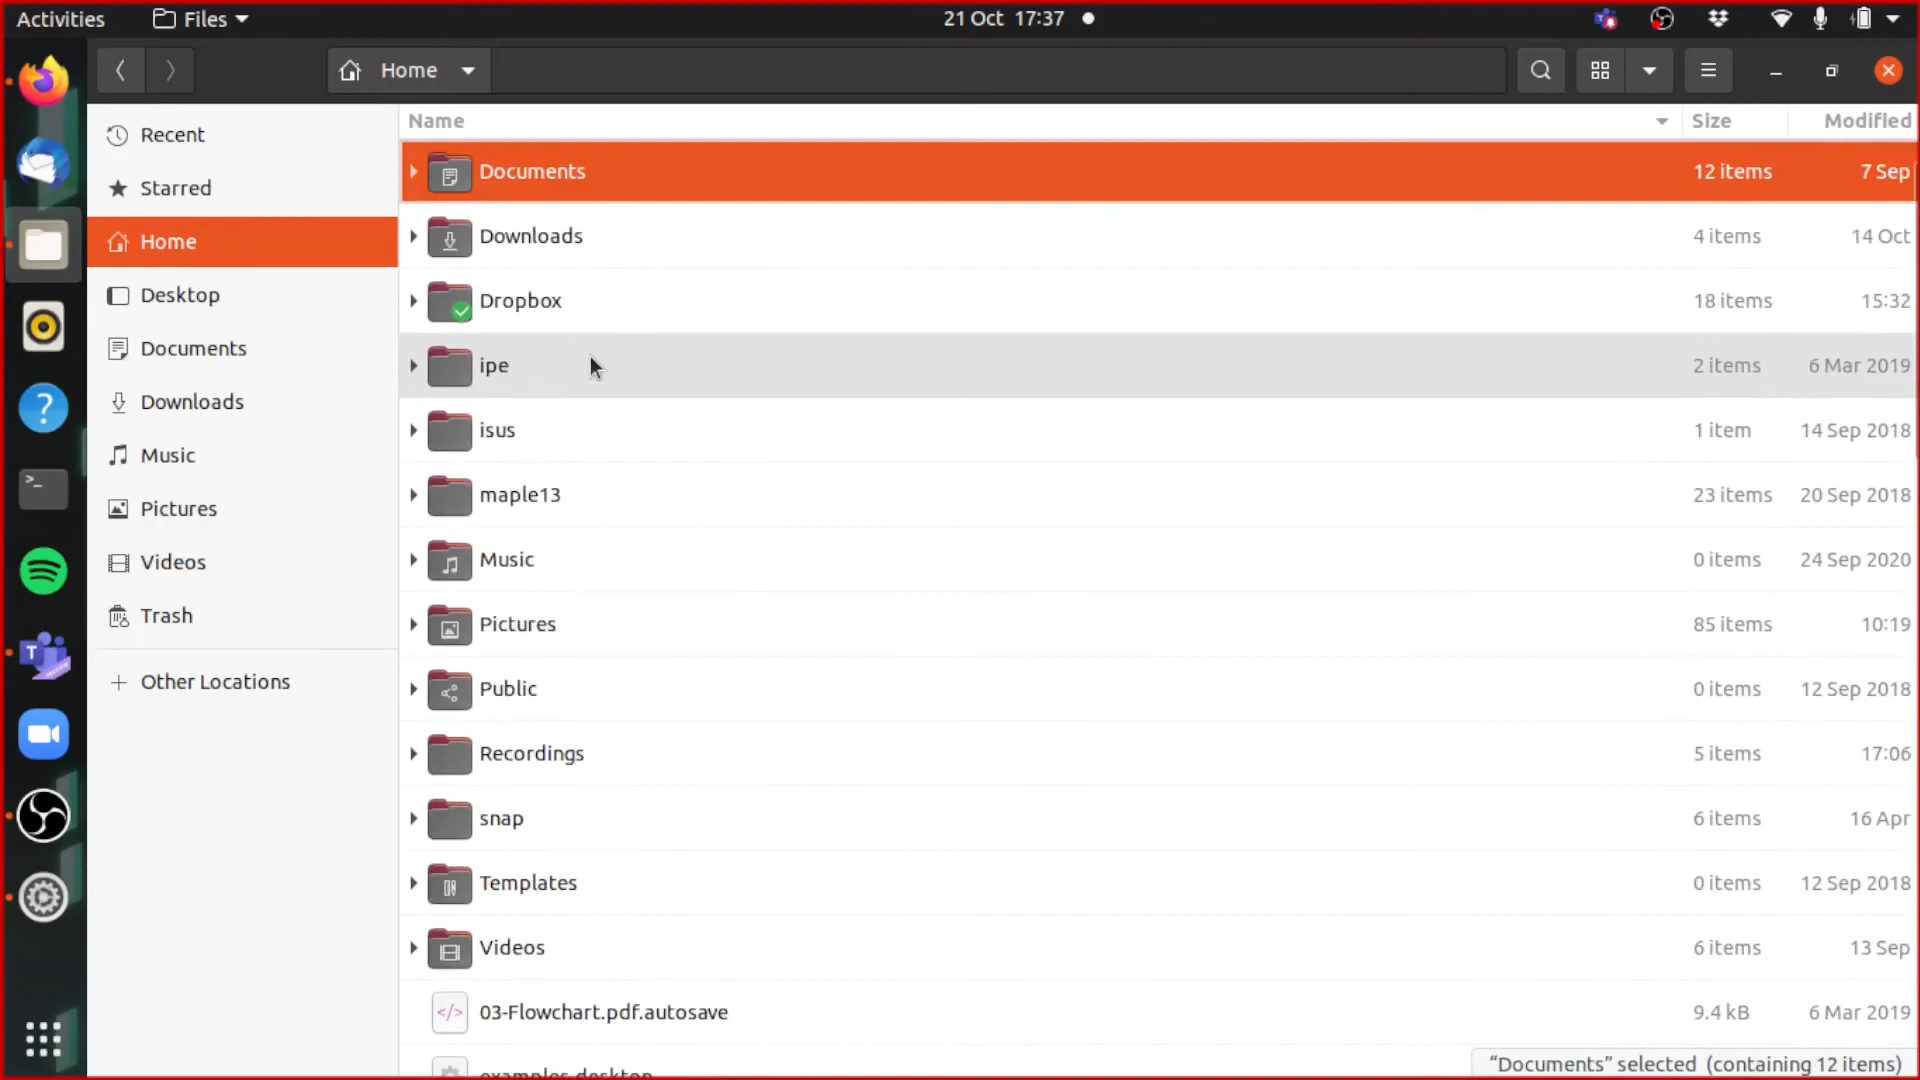 Activities Files 21 Oct 17:37
Home
Recent
Starred
Home
Desktop
Documents
Downloads
Music
Pictures
Videos
Trash
Other Locations
Name Size Modified
Documents 12 items 7 Sep
Downloads 4 items 14 Oct
Dropbox 18 items 15:32
ipe 2 items 6 Mar 2019
isus 1 item 14 Sep 2018
maple13 23 items 20 Sep 2018
Music 0 items 24 Sep 2020
Pictures 85 items 10:19
Public 0 items 12 Sep 2018
Recordings 5 items 17:06
snap 6 items 16 Apr
Templates 0 items 12 Sep 2018
Videos 6 items 13 Sep
03-Flowchart.pdf.autosave 9.4 kB 6 Mar 2019
examples.desktop
“Documents” selected (containing 12 items)